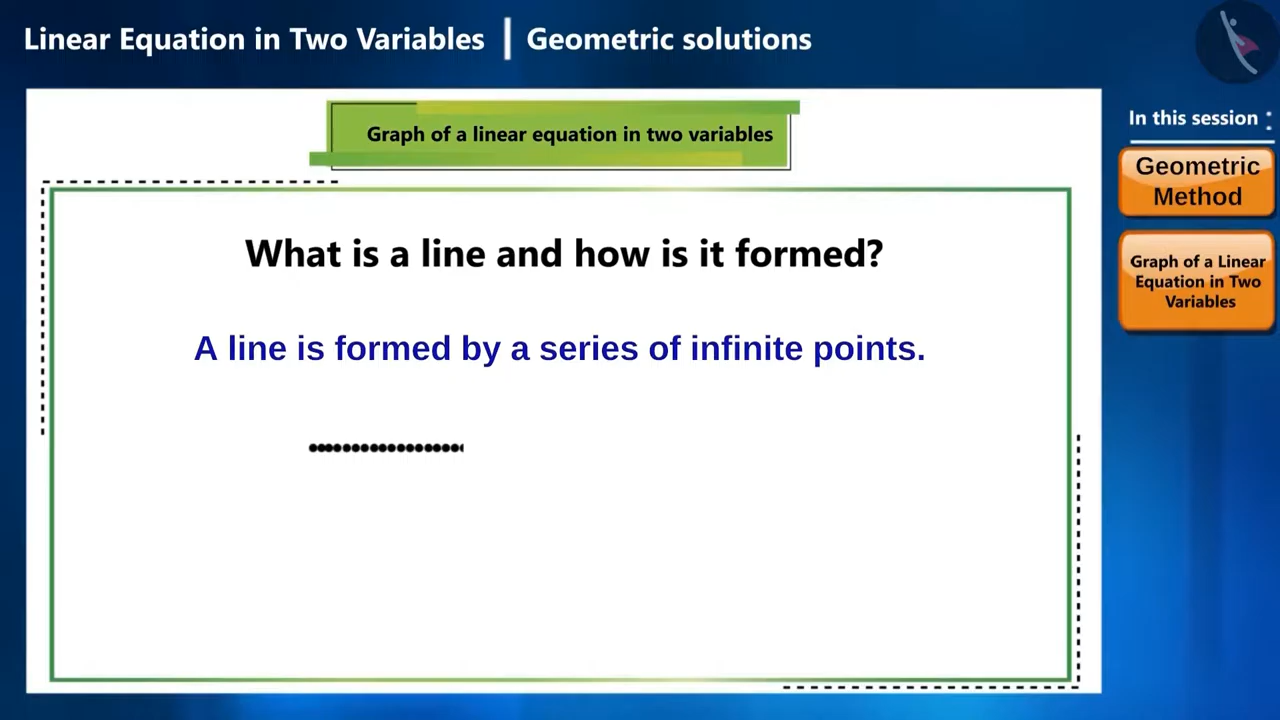 Linear Equation in Two Variables | Geometric solutions
In this session :
Geometric
Method
Graph of a Linear
Equation in Two
Variables
Graph of a linear equation in two variables
What is a line and how is it formed?
A line is formed by a series of infinite points.